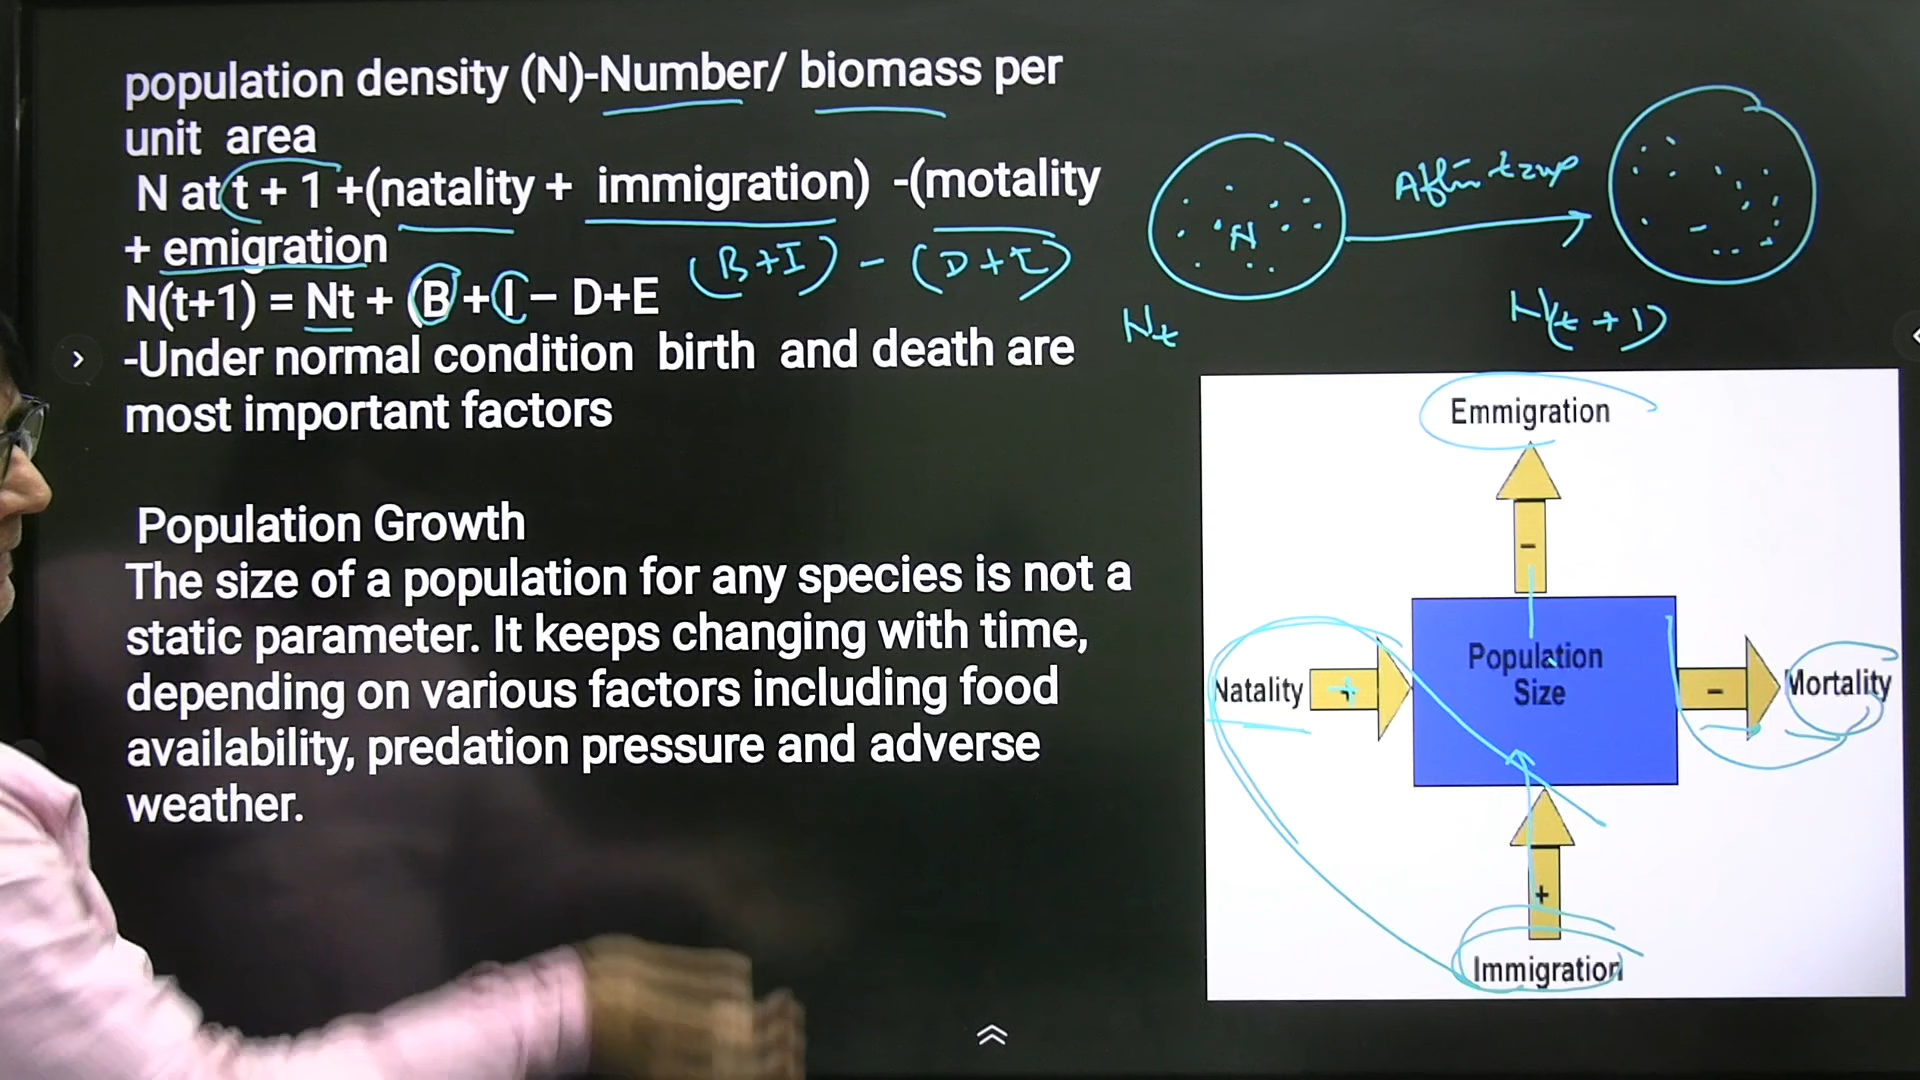 population density (N)-Number/ biomass per
unit area
N at t + 1 +(natality + immigration) -(motality
+ emigration
(B+I) - (D+E)
N(t+1) = Nt + (B + I – D+E
-Under normal condition birth and death are
most important factors
Population Growth
The size of a population for any species is not a
static parameter. It keeps changing with time,
depending on various factors including food
availability, predation pressure and adverse
weather.
N
After
Nt
N(t+1)
Emmigration
–
Natality
+
Population
Size
–
Mortality
+
Immigration